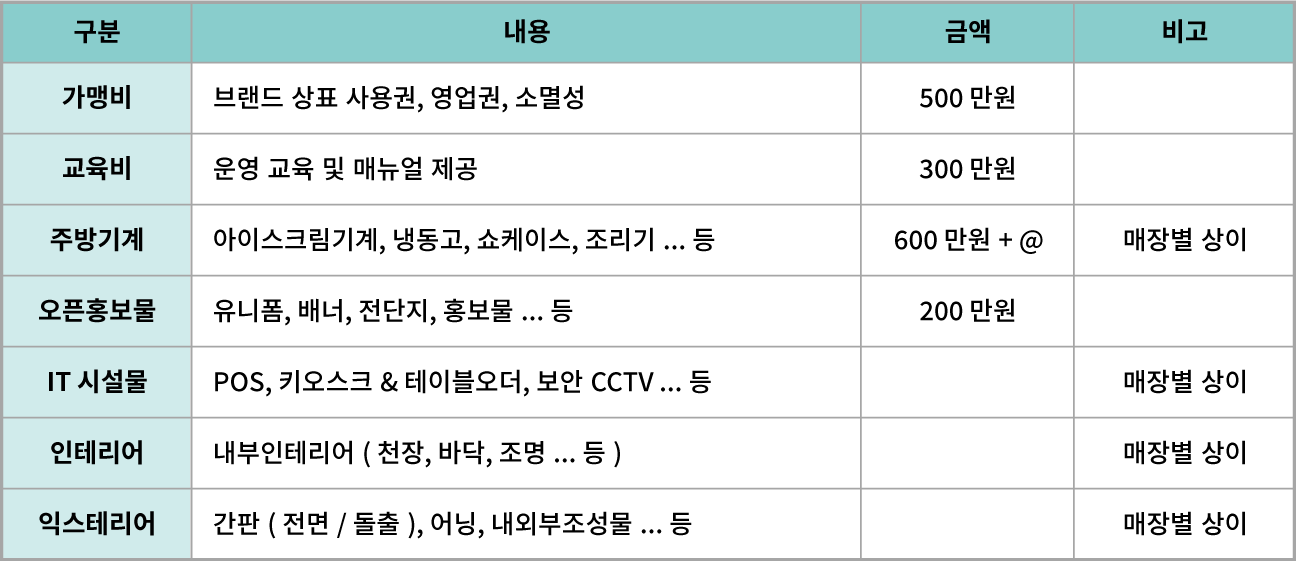 구분 내용 금액 비고
가맹비 브랜드 상표 사용권, 영업권, 소멸성 500 만원
교육비 운영 교육 및 매뉴얼 제공 300 만원
주방기계 아이스크림기계, 냉동고, 쇼케이스, 조리기 ... 등 600 만원 + @ 매장별 상이
오픈홍보물 유니폼, 배너, 전단지, 홍보물 ... 등 200 만원
IT 시설물 POS, 키오스크 & 테이블오더, 보안 CCTV ... 등 매장별 상이
인테리어 내부인테리어 ( 천장, 바닥, 조명 ... 등 ) 매장별 상이
익스테리어 간판 ( 전면 / 돌출 ), 어닝, 내외부조성물 ... 등 매장별 상이